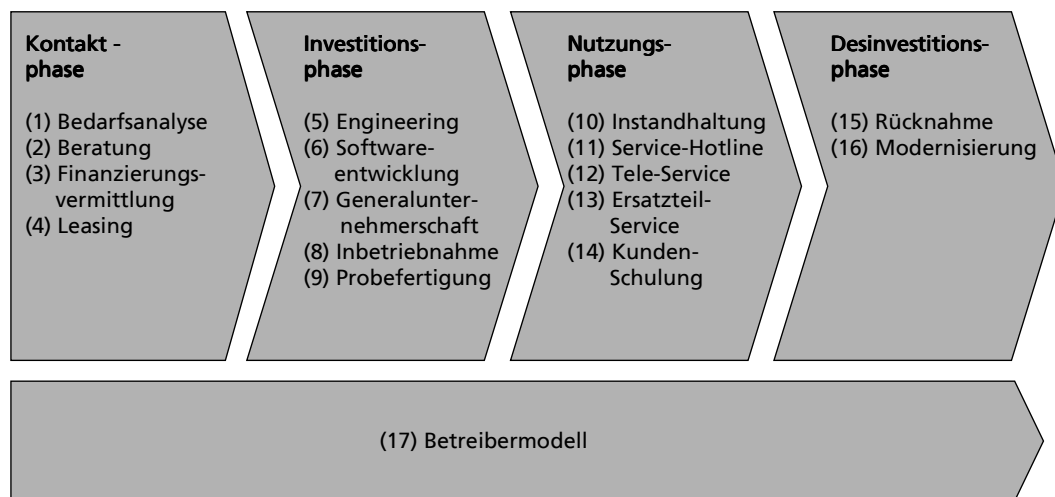 Kontakt -
phase
(1) Bedarfsanalyse
(2) Beratung
(3) Finanzierungs-
vermittlung
(4) Leasing
Investitions-
phase
(5) Engineering
(6) Software-
entwicklung
(7) Generalunter-
nehmerschaft
(8) Inbetriebnahme
(9) Probefertigung
Nutzungs-
phase
(10) Instandhaltung
(11) Service-Hotline
(12) Tele-Service
(13) Ersatzteil-
Service
(14) Kunden-
Schulung
Desinvestitions-
phase
(15) Rücknahme
(16) Modernisierung
(17) Betreibermodell